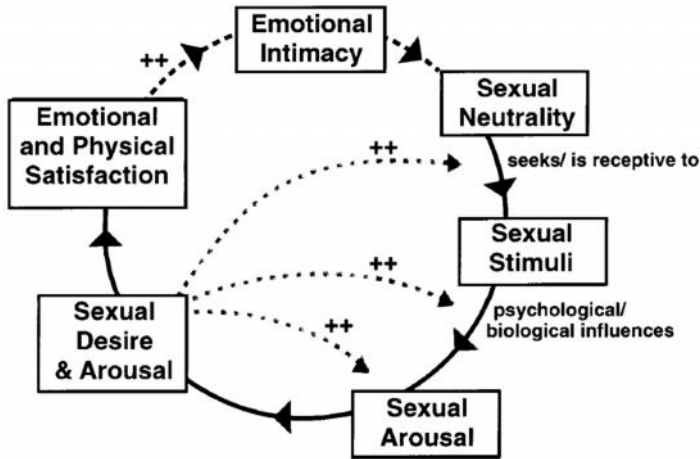 Emotional
Intimacy
++
Sexual
Neutrality
Emotional
and Physical
Satisfaction
++
seeks/ is receptive to
Sexual
Stimuli
++
psychological/
biological influences
Sexual
Desire
& Arousal
++
Sexual
Arousal